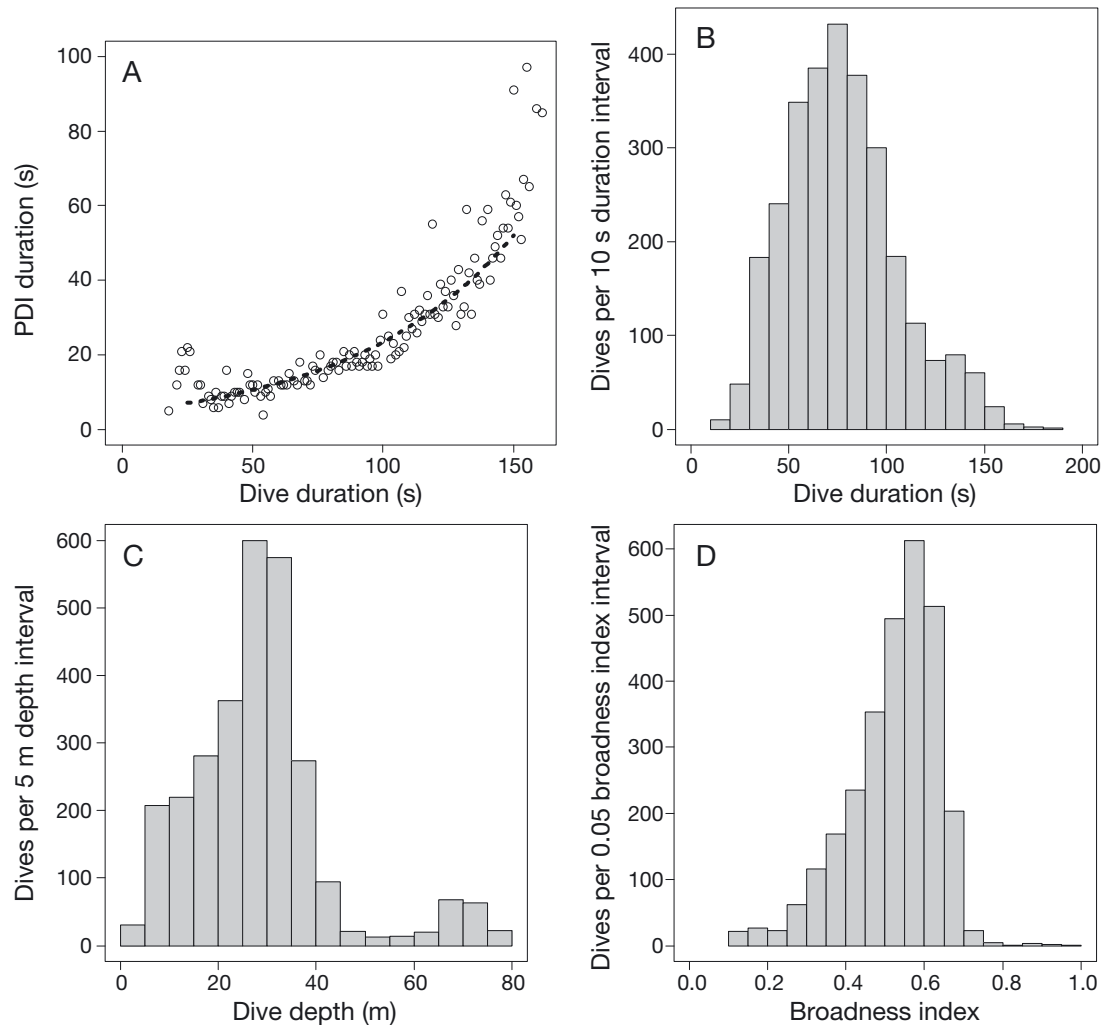 A
PDI duration (s)
100
80
60
40
20
0
0 50 100 150
Dive duration (s)
B
Dives per 10 s duration interval
400
300
200
100
0
0 50 100 150 200
Dive duration (s)
C
Dives per 5 m depth interval
600
500
400
300
200
100
0
0 20 40 60 80
Dive depth (m)
D
Dives per 0.05 broadness index interval
600
500
400
300
200
100
0
0.0 0.2 0.4 0.6 0.8 1.0
Broadness index